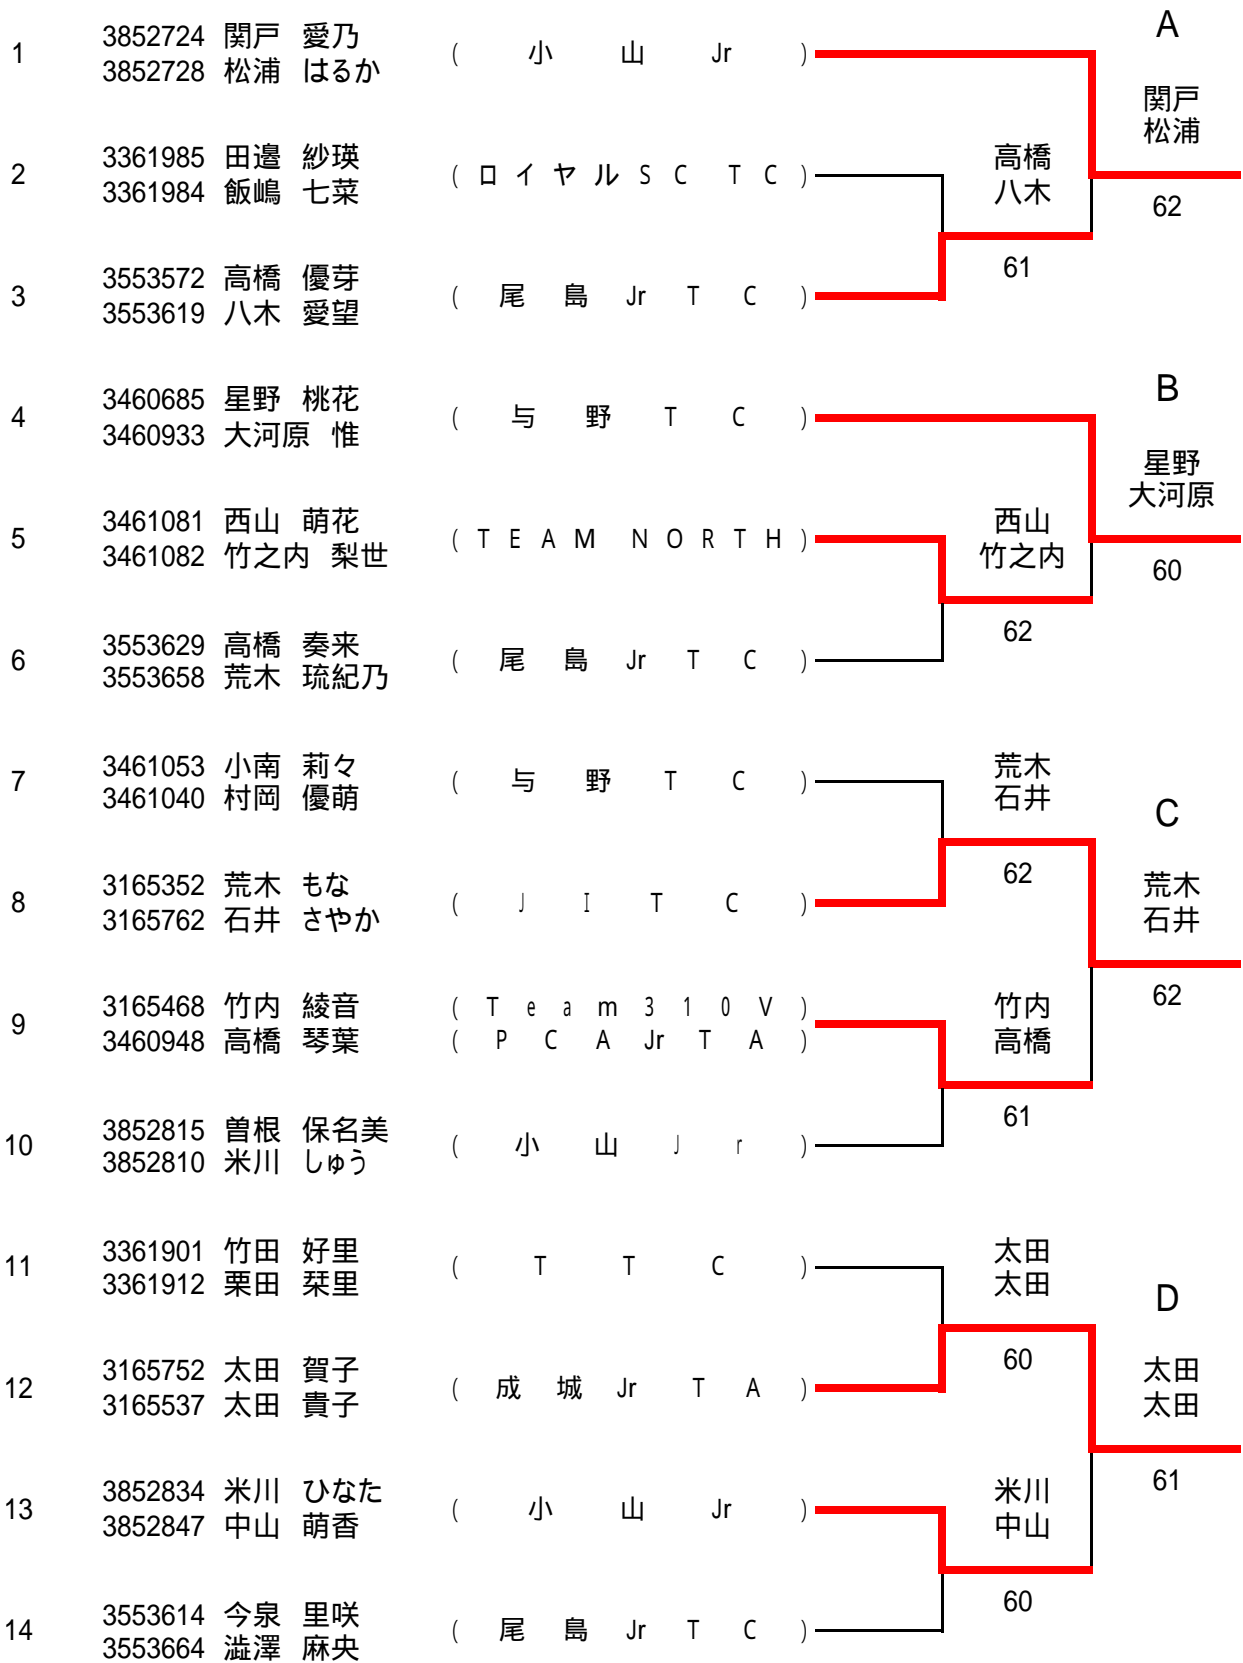 1 3852724 関戸 愛乃 ( 小 山 Jr )
3852728 松浦 はるか
A
関戸
松浦
62
2 3361985 田邉 紗瑛 ( ロ イ ヤ ル S C T C )
3361984 飯嶋 七菜
高橋
八木
61
3 3553572 高橋 優芽 ( 尾 島 Jr T C )
3553619 八木 愛望
4 3460685 星野 桃花 ( 与 野 T C )
3460933 大河原 惟
B
星野
大河原
60
5 3461081 西山 萌花 ( T E A M N O R T H )
3461082 竹之内 梨世
西山
竹之内
62
6 3553629 高橋 奏来 ( 尾 島 Jr T C )
3553658 荒木 琉紀乃
7 3461053 小南 莉々 ( 与 野 T C )
3461040 村岡 優萌
荒木
石井
62
C
荒木
石井
62
8 3165352 荒木 もな ( J I T C )
3165762 石井 さやか
9 3165468 竹内 綾音 ( T e a m 3 1 0 V )
3460948 高橋 琴葉 ( P C A Jr T A )
竹内
高橋
61
10 3852815 曽根 保名美 ( 小 山 J r )
3852810 米川 しゅう
11 3361901 竹田 好里 ( T T C )
3361912 栗田 栞里
太田
太田
60
D
太田
太田
61
12 3165752 太田 賀子 ( 成 城 Jr T A )
3165537 太田 貴子
13 3852834 米川 ひなた ( 小 山 Jr )
3852847 中山 萌香
米川
中山
60
14 3553614 今泉 里咲 ( 尾 島 Jr T C )
3553664 澁澤 麻央